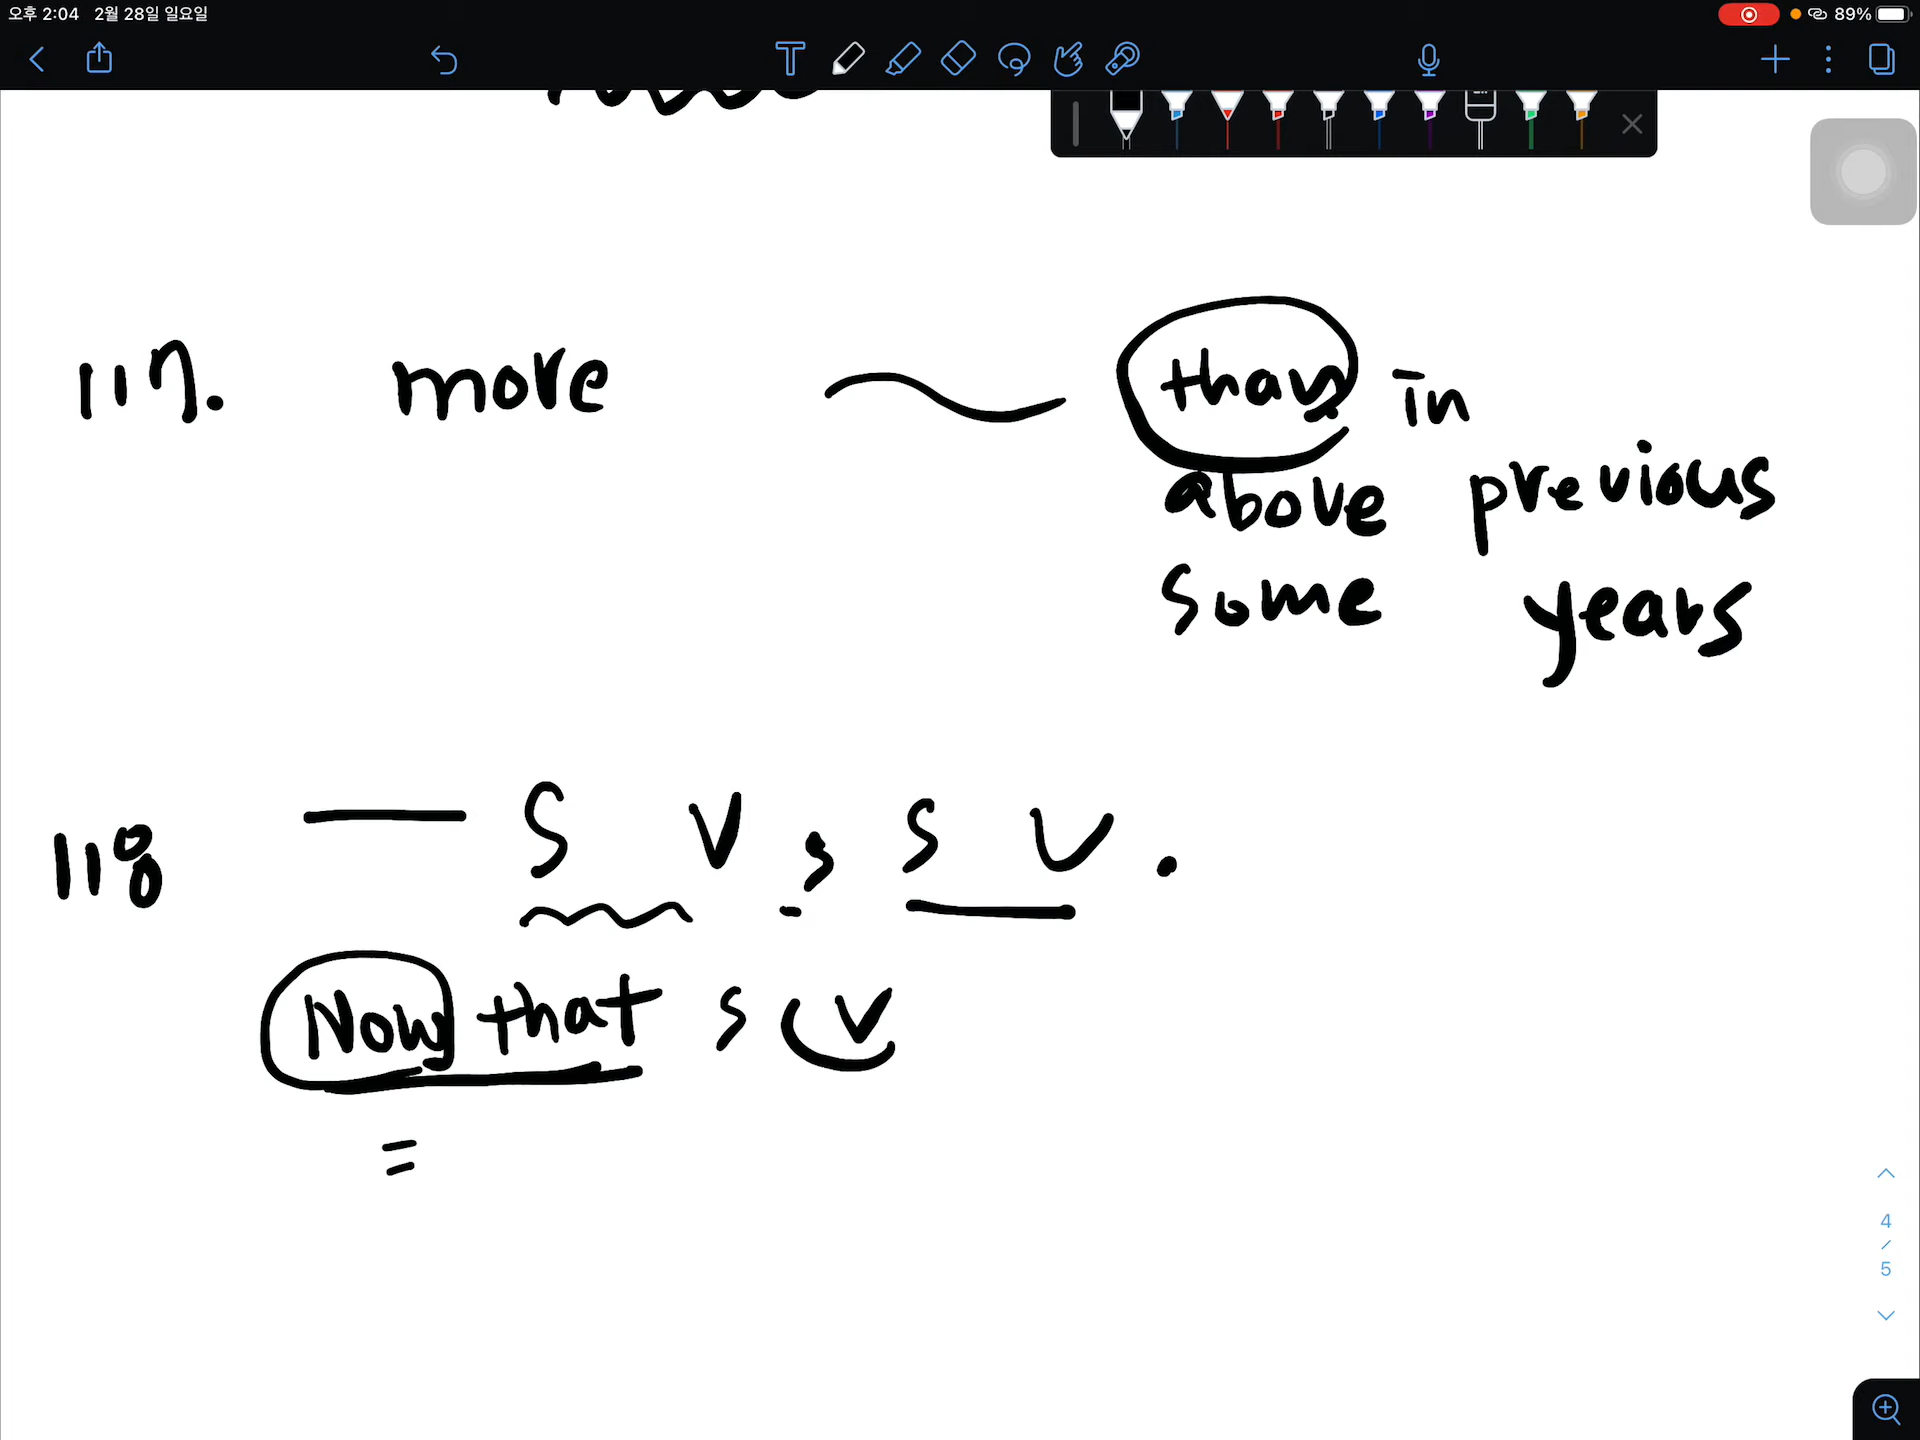 오후 2:04 2월 28일 일요일 89%
117. more than in
above previous
some years
118 S V , S V .
Now that S V
=
4
/
5